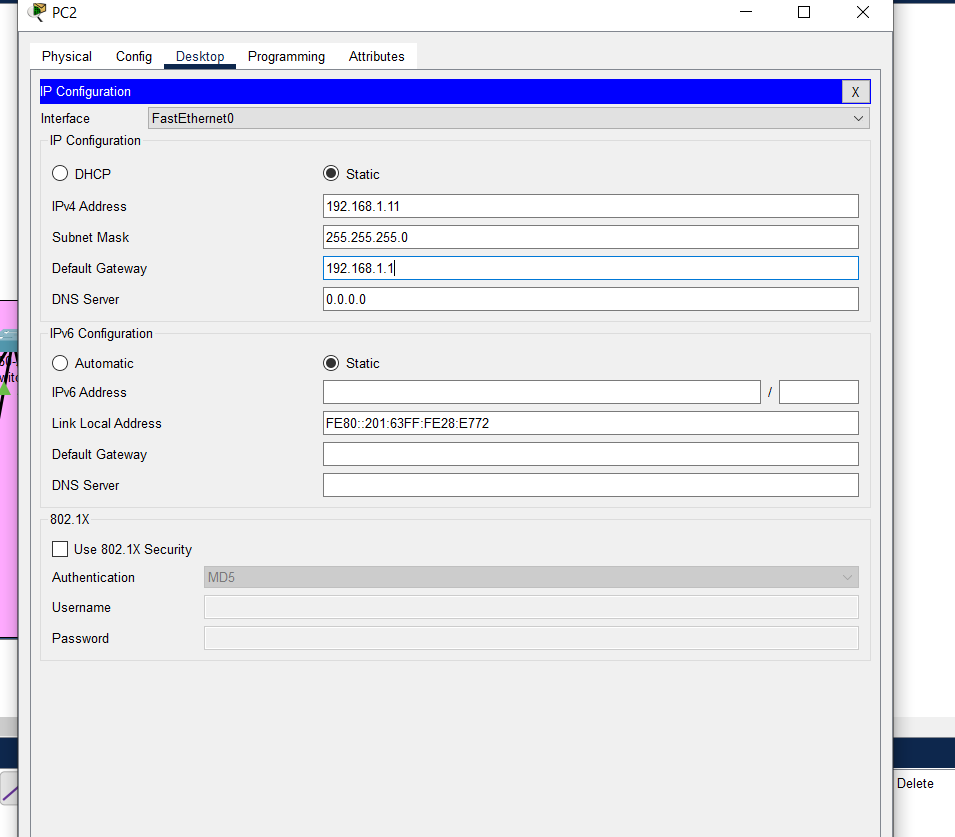 PC2
Physical Config Desktop Programming Attributes
IP Configuration X
Interface FastEthernet0
IP Configuration
DHCP Static
IPv4 Address 192.168.1.11
Subnet Mask 255.255.255.0
Default Gateway 192.168.1.1
DNS Server 0.0.0.0
IPv6 Configuration
Automatic Static
IPv6 Address /
Link Local Address FE80::201:63FF:FE28:E772
Default Gateway
DNS Server
802.1X
Use 802.1X Security
Authentication MD5
Username
Password
Delete